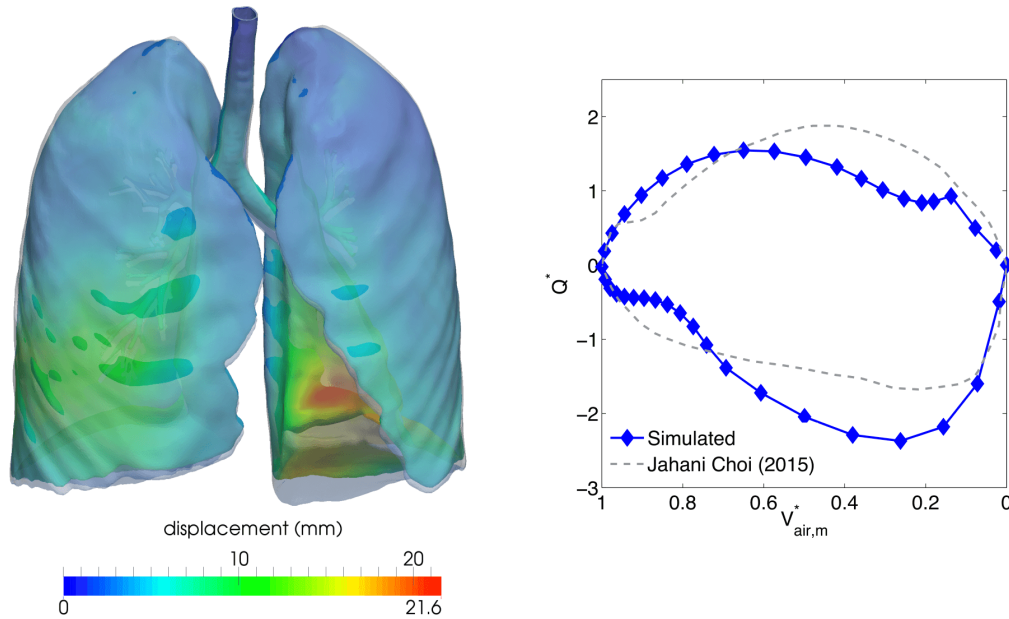 displacement (mm)
10 20
0 21.6
2
1
0
−1
−2
−3
Q*
Simulated
Jahani Choi (2015)
1 0.8 0.6 0.4 0.2 0
V*air,m